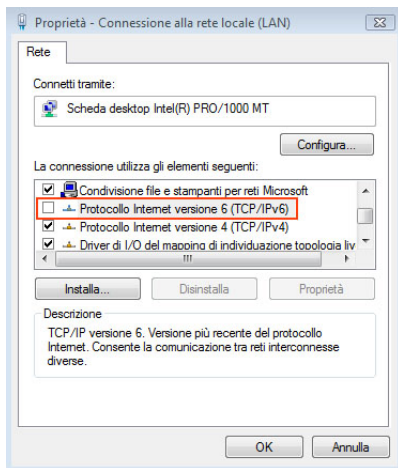 Proprietà - Connessione alla rete locale (LAN)
Rete
Connetti tramite:
Scheda desktop Intel(R) PRO/1000 MT
Configura...
La connessione utilizza gli elementi seguenti:
Condivisione file e stampanti per reti Microsoft
Protocollo Internet versione 6 (TCP/IPv6)
Protocollo Internet versione 4 (TCP/IPv4)
Driver di I/O del mapping di individuazione topologia liv
Installa... Disinstalla Proprietà
Descrizione
TCP/IP versione 6. Versione più recente del protocollo
Internet. Consente la comunicazione tra reti interconnesse
diverse.
OK Annulla